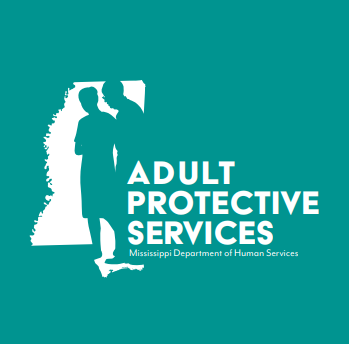 ADULT
PROTECTIVE
SERVICES
Mississippi Department of Human Services